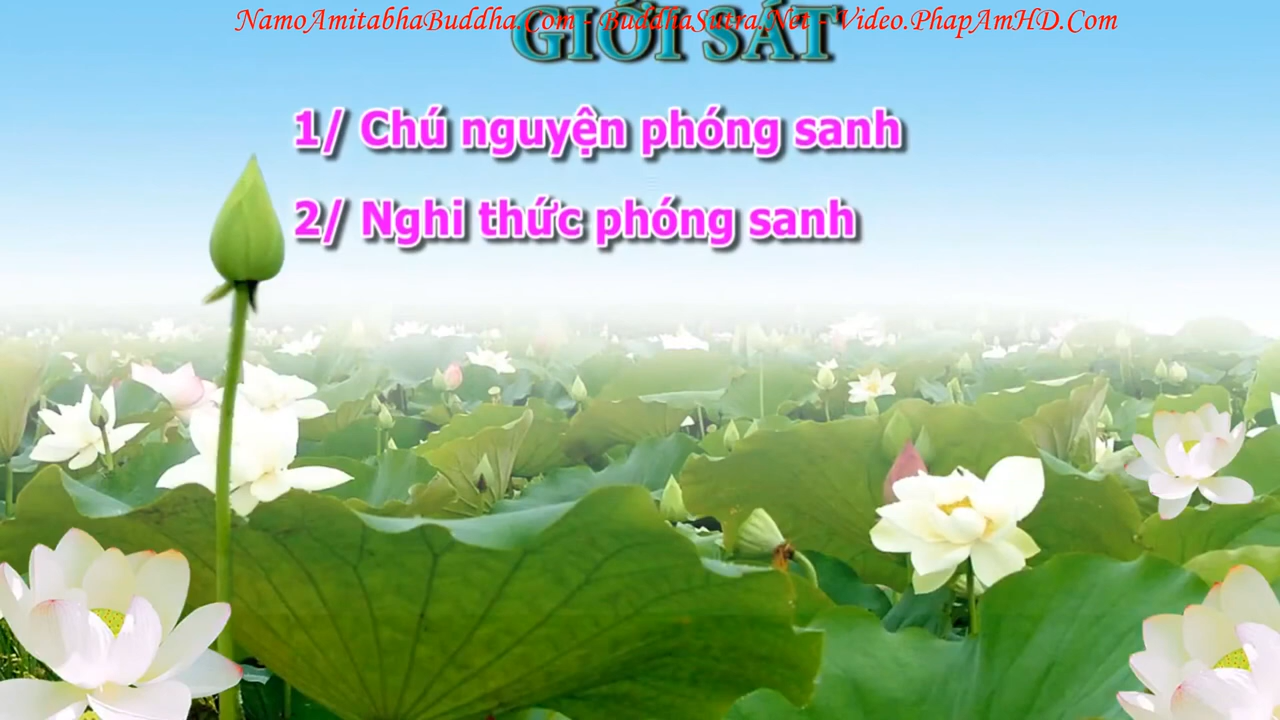 NamoAmitabhaBuddha.Com - BuddhaSutra.Net - Video.PhapAmHD.Com
GIỚI SÁT
1/ Chú nguyện phóng sanh
2/ Nghi thức phóng sanh